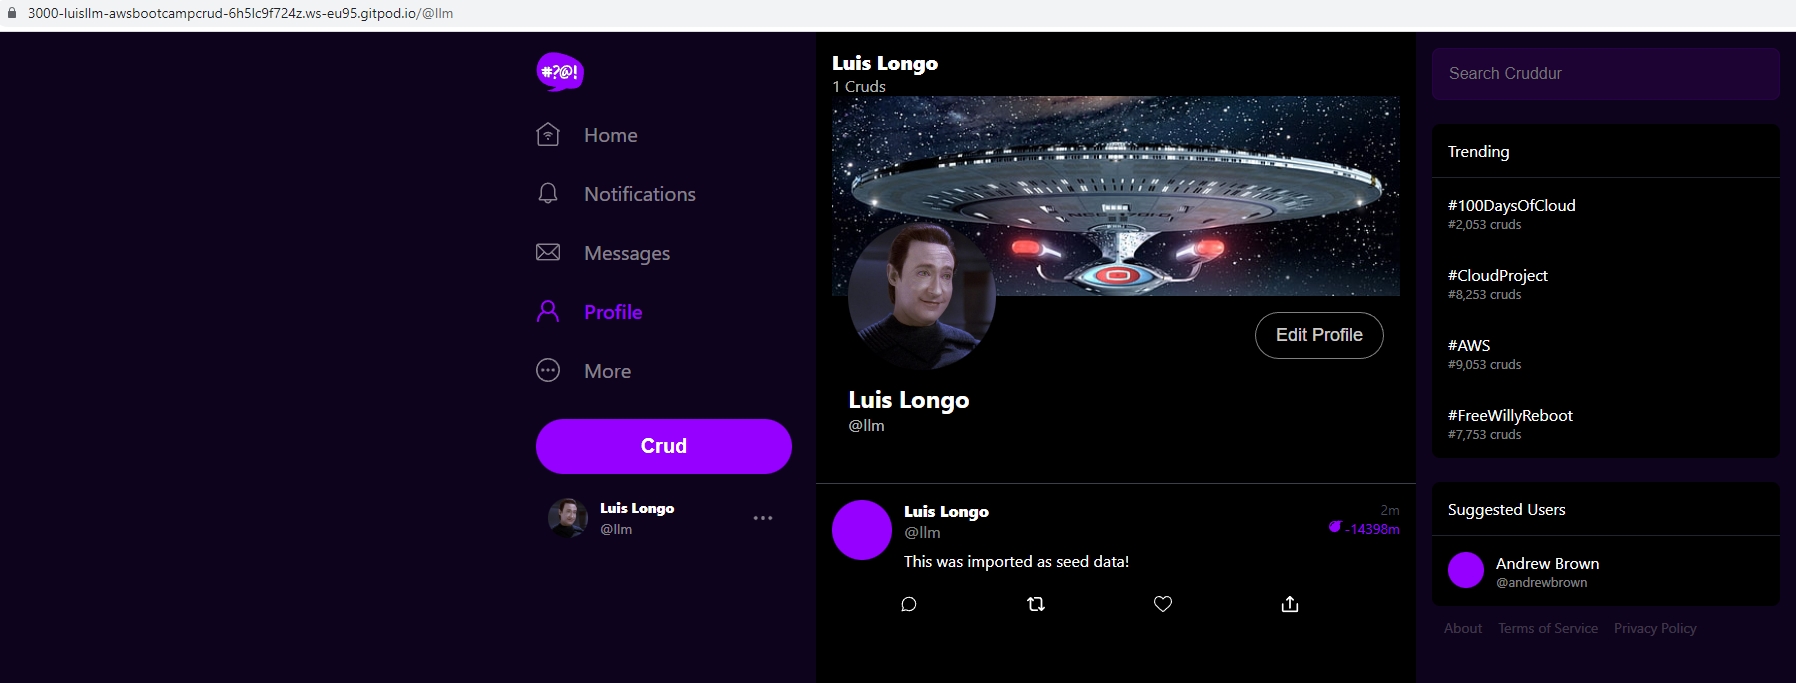 3000-luisllm-awsbootcampcrud-6h5lc9f724z.ws-eu95.gitpod.io/@llm
#?@!
Home
Notifications
Messages
Profile
More
Crud
Luis Longo
@llm
Luis Longo
1 Cruds
Edit Profile
Luis Longo
@llm
Luis Longo
@llm
2m
-14398m
This was imported as seed data!
Search Cruddur
Trending
#100DaysOfCloud
#2,053 cruds
#CloudProject
#8,253 cruds
#AWS
#9,053 cruds
#FreeWillyReboot
#7,753 cruds
Suggested Users
Andrew Brown
@andrewbrown
About Terms of Service Privacy Policy